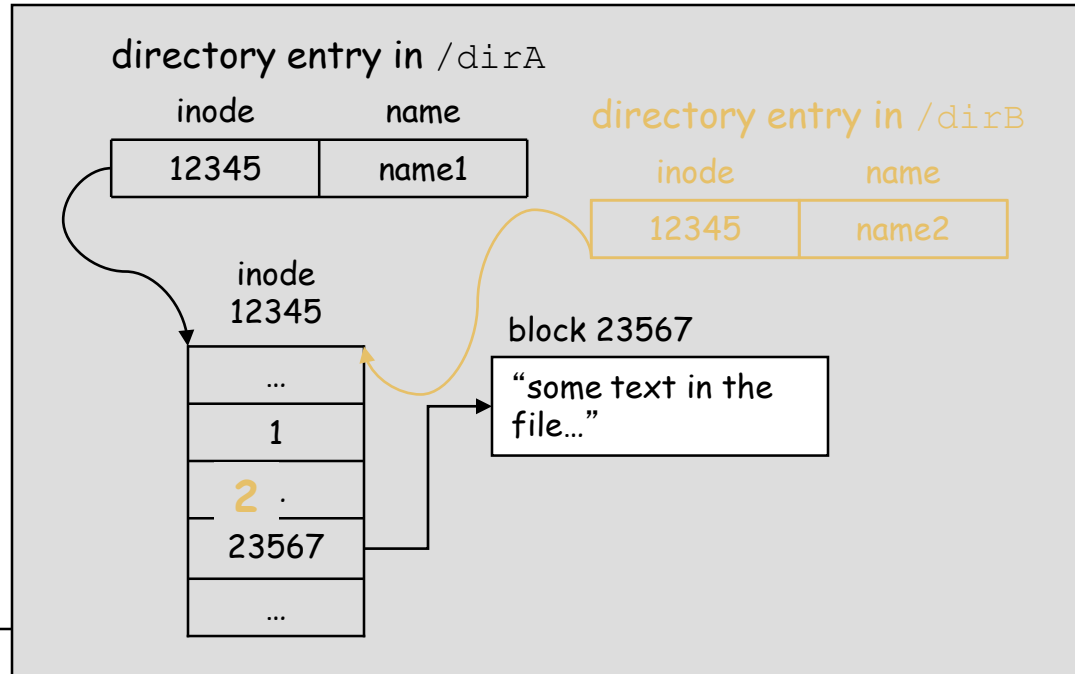 directory entry in /dirA
inode name
12345 name1
directory entry in /dirB
inode name
12345 name2
inode
12345
…
1
2 .
23567
…
block 23567
“some text in the
file…”